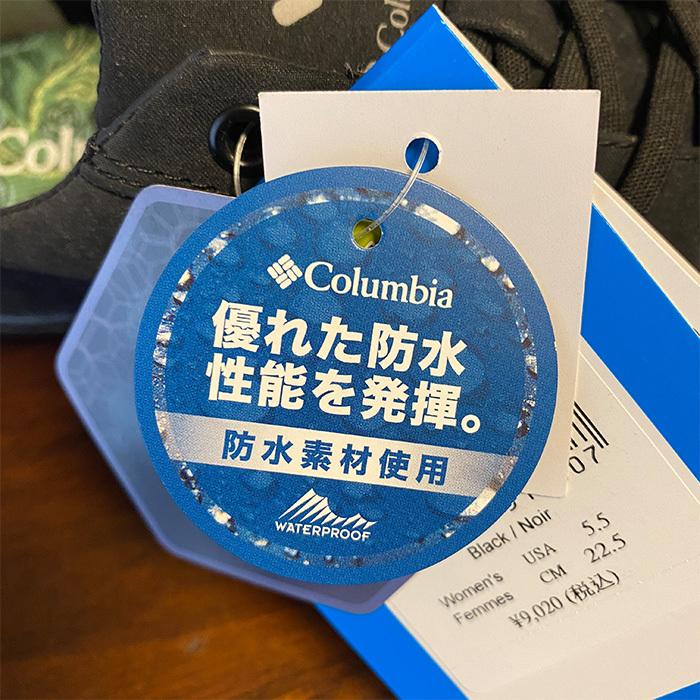 Columbia
優れた防水
性能を発揮。
防水素材使用
WATERPROOF
07
Black / Noir
Women's USA 5.5
Femmes CM 22.5
¥9,020 (税込)